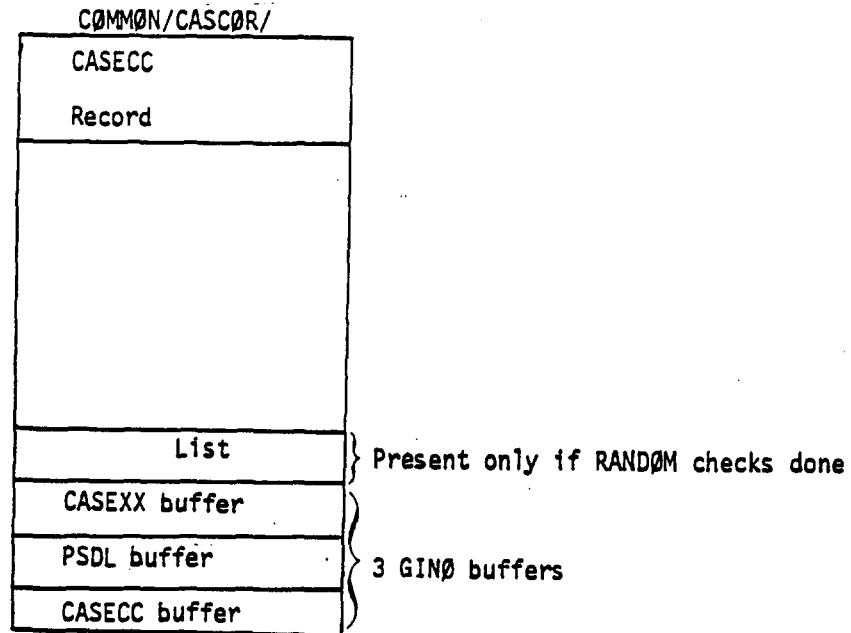 CØMMØN/CASCØR/
CASECC
Record
List
Present only if RANDØM checks done
CASEXX buffer
PSDL buffer
3 GINØ buffers
CASECC buffer